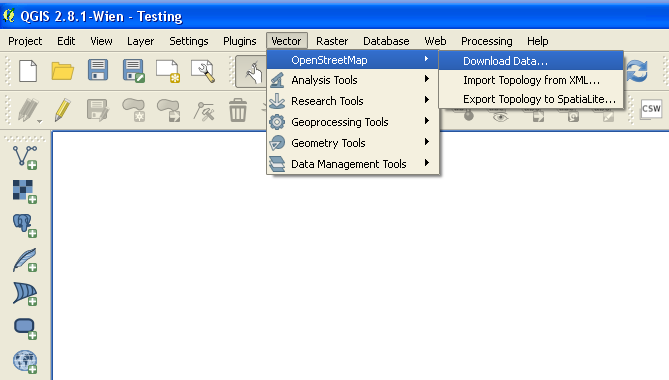 QGIS 2.8.1-Wien - Testing
Project Edit View Layer Settings Plugins Vector Raster Database Web Processing Help
OpenStreetMap
Download Data...
Analysis Tools
Import Topology from XML...
Research Tools
Export Topology to SpatiaLite...
CSW
Geoprocessing Tools
Geometry Tools
Data Management Tools